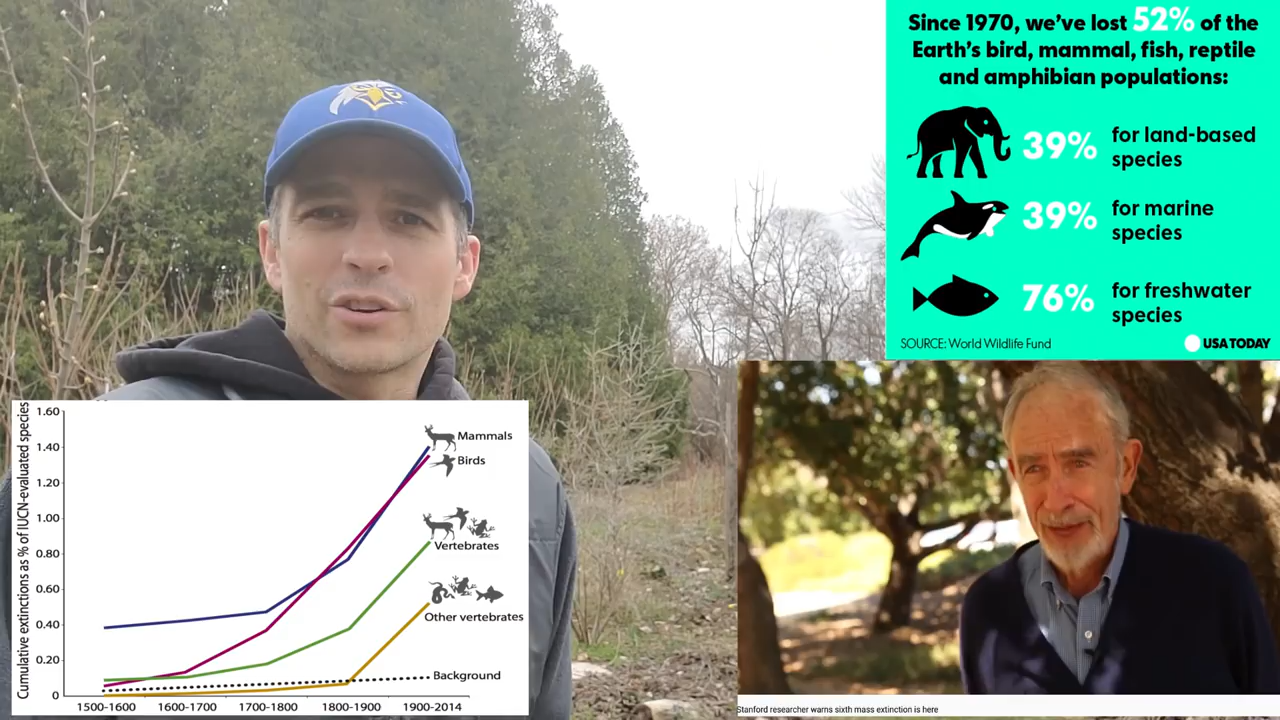 Since 1970, we've lost 52% of the
Earth's bird, mammal, fish, reptile
and amphibian populations:
39% for land-based
species
39% for marine
species
76% for freshwater
species
SOURCE: World Wildlife Fund
USA TODAY
Cumulative extinctions as % of IUCN-evaluated species
1.60
1.40
1.20
1.00
0.80
0.60
0.40
0.20
0
Mammals
Birds
Vertebrates
Other vertebrates
Background
1500-1600 1600-1700 1700-1800 1800-1900 1900-2014
Stanford researcher warns sixth mass extinction is here